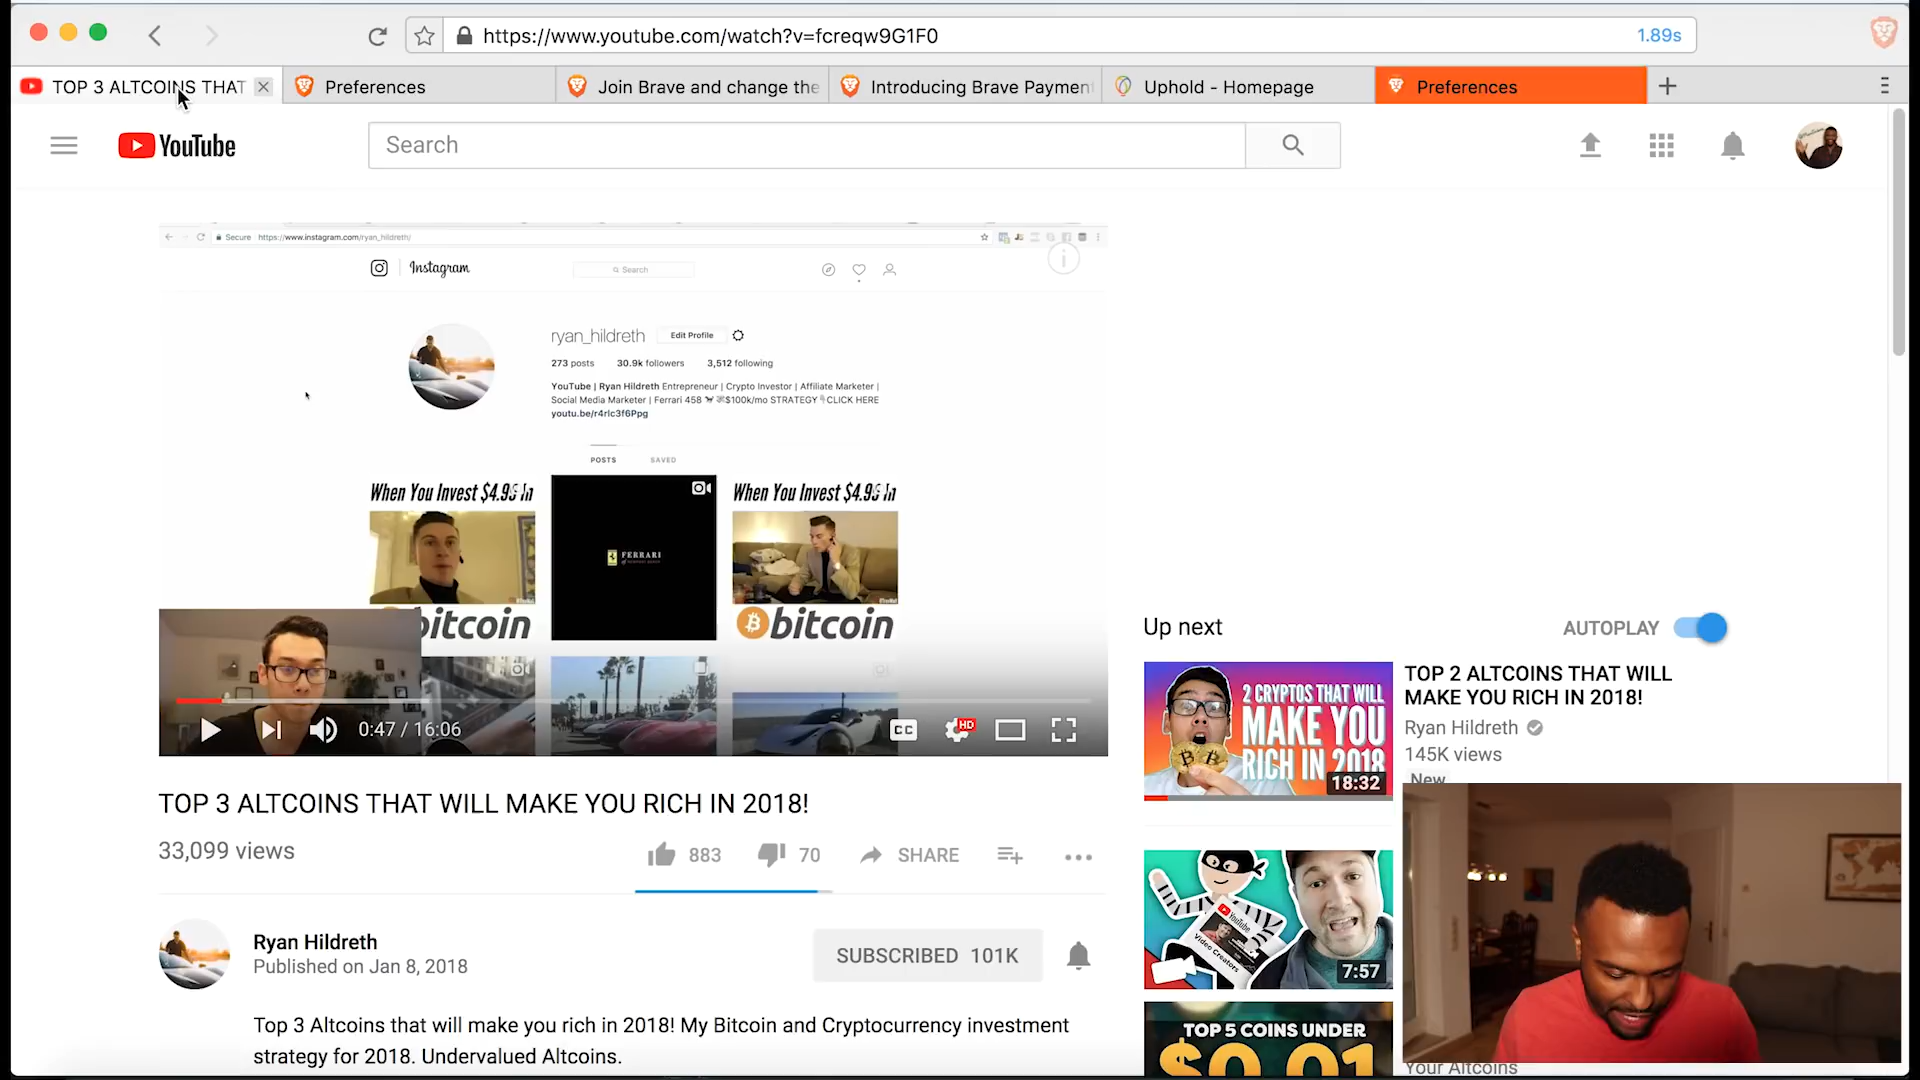 https://www.youtube.com/watch?v=fcreqw9G1F0
1.89s
TOP 3 ALTCOINS THAT
Preferences
Join Brave and change the
Introducing Brave Paymen
Uphold - Homepage
Preferences
YouTube
Search
Secure https://www.instagram.com/ryan_hildreth/
Instagram
Search
ryan_hildreth
Edit Profile
273 posts 30.9k followers 3,512 following
YouTube | Ryan Hildreth Entrepreneur | Crypto Investor | Affiliate Marketer |
Social Media Marketer | Ferrari 458 $100k/mo STRATEGY CLICK HERE
youtu.be/r4rlc3f6Ppg
POSTS SAVED
When You Invest $4.99 In
FERRARI
When You Invest $4.99 In
bitcoin
bitcoin
0:47 / 16:06
CC
HD
TOP 3 ALTCOINS THAT WILL MAKE YOU RICH IN 2018!
33,099 views
883
70
SHARE
Ryan Hildreth
Published on Jan 8, 2018
SUBSCRIBED 101K
Top 3 Altcoins that will make you rich in 2018! My Bitcoin and Cryptocurrency investment
strategy for 2018. Undervalued Altcoins.
Up next
AUTOPLAY
2 CRYPTOS THAT WILL
MAKE YOU
RICH IN 2018
18:32
TOP 2 ALTCOINS THAT WILL
MAKE YOU RICH IN 2018!
Ryan Hildreth
145K views
New
YouTube
Video Creators
7:57
TOP 5 COINS UNDER
$0.01
Your Altcoins